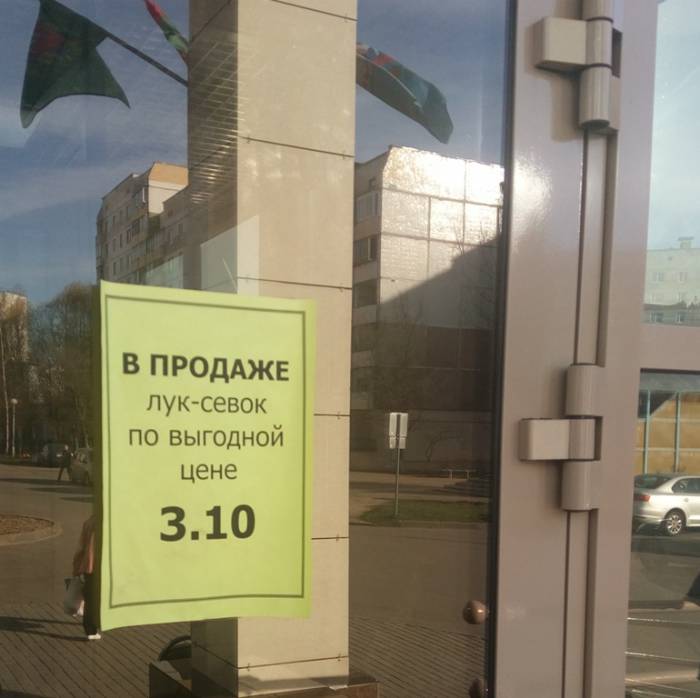 В ПРОДАЖЕ
лук-севок
по выгодной
цене
3.10